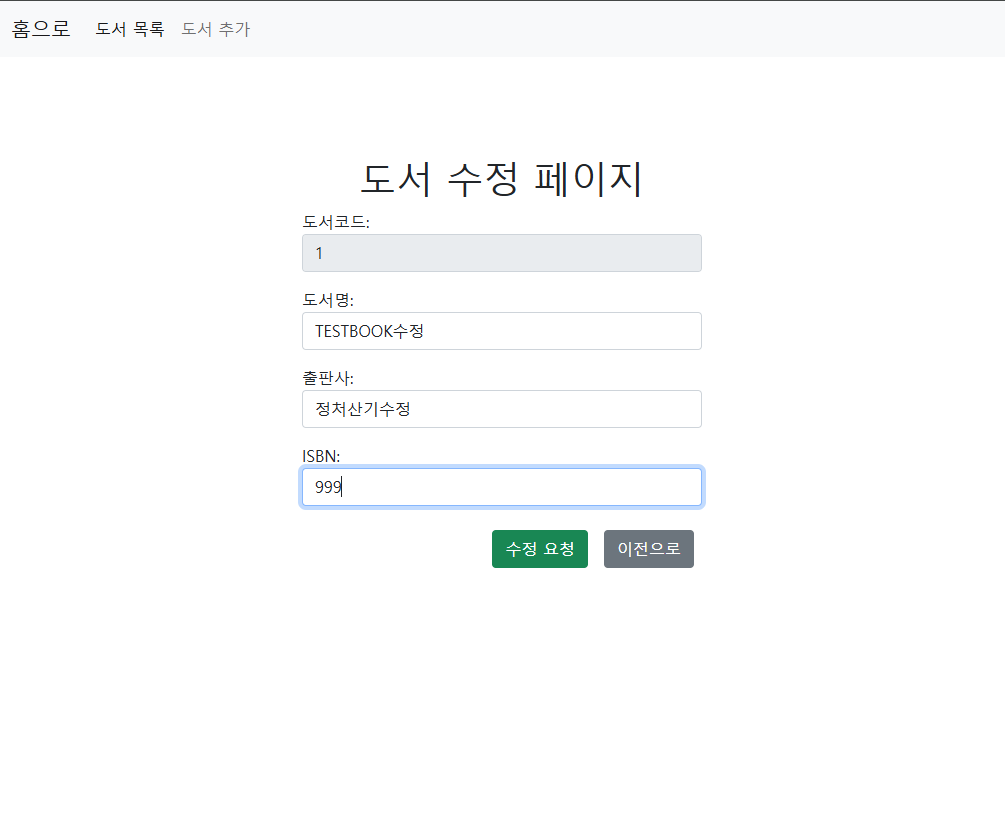 홈으로 도서 목록 도서 추가
도서 수정 페이지
도서코드:
1
도서명:
TESTBOOK수정
출판사:
정처산기수정
ISBN:
999
수정 요청 이전으로